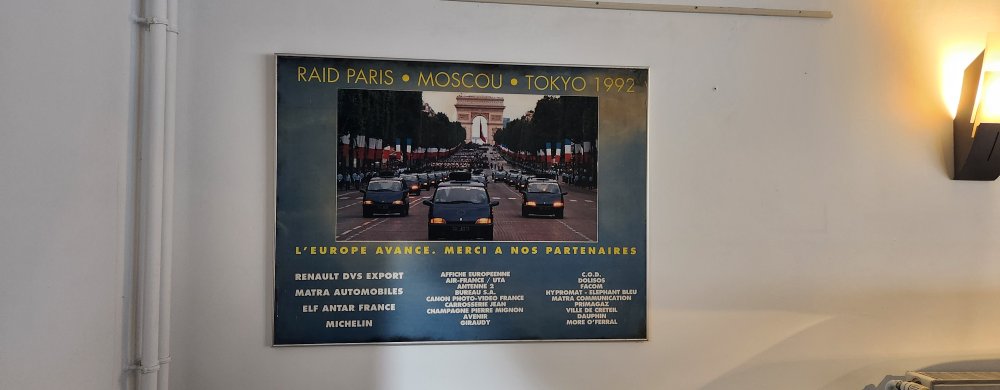 RAID PARIS • MOSCOU • TOKYO 1992
L'EUROPE AVANCE. MERCI A NOS PARTENAIRES
RENAULT DVS EXPORT
MATRA AUTOMOBILES
ELF ANTAR FRANCE
MICHELIN
AFFICHE EUROPEENNE
AIR-FRANCE / UTA
ANTENNE 2
BUREAU S.A.
CANON PHOTO-VIDEO FRANCE
CARROSSERIE JEAN
CHAMPAGNE PIERRE MIGNON
AVENIR
GIRAUDY
C.G.D.
DOLISOS
FACOM
HYPROMAT - ELEPHANT BLEU
MATRA COMMUNICATION
PRIMAGAZ
VILLE DE CRETEIL
DAUPHIN
MORE O'FERRAL